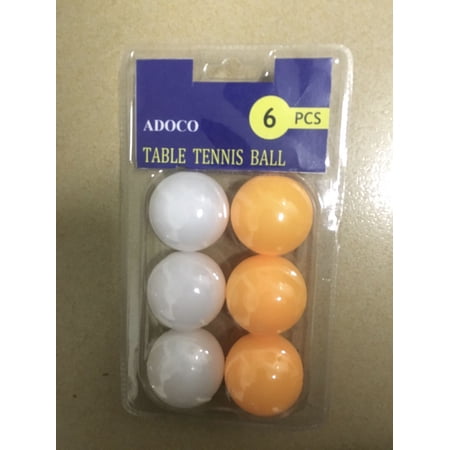 6 PCS
ADOCO
TABLE TENNIS BALL